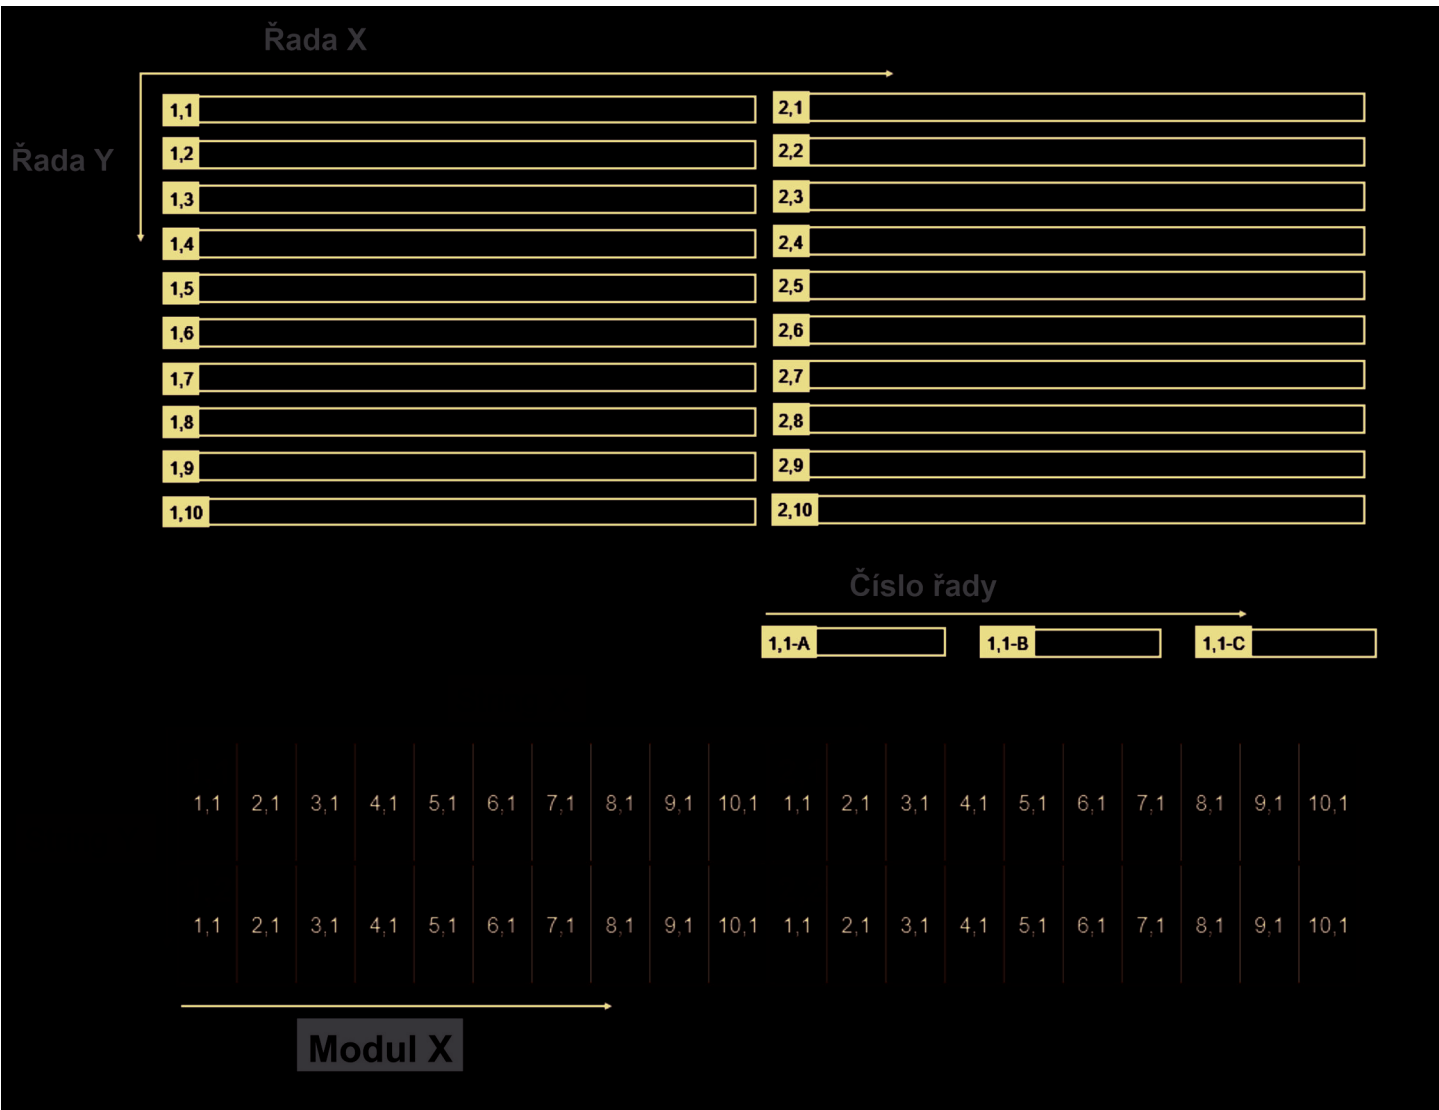 Řada X
Řada Y
1,1 2,1
1,2 2,2
1,3 2,3
1,4 2,4
1,5 2,5
1,6 2,6
1,7 2,7
1,8 2,8
1,9 2,9
1,10 2,10
Číslo řady
1,1-A 1,1-B 1,1-C
1,1 2,1 3,1 4,1 5,1 6,1 7,1 8,1 9,1 10,1 1,1 2,1 3,1 4,1 5,1 6,1 7,1 8,1 9,1 10,1
1,1 2,1 3,1 4,1 5,1 6,1 7,1 8,1 9,1 10,1 1,1 2,1 3,1 4,1 5,1 6,1 7,1 8,1 9,1 10,1
Modul X